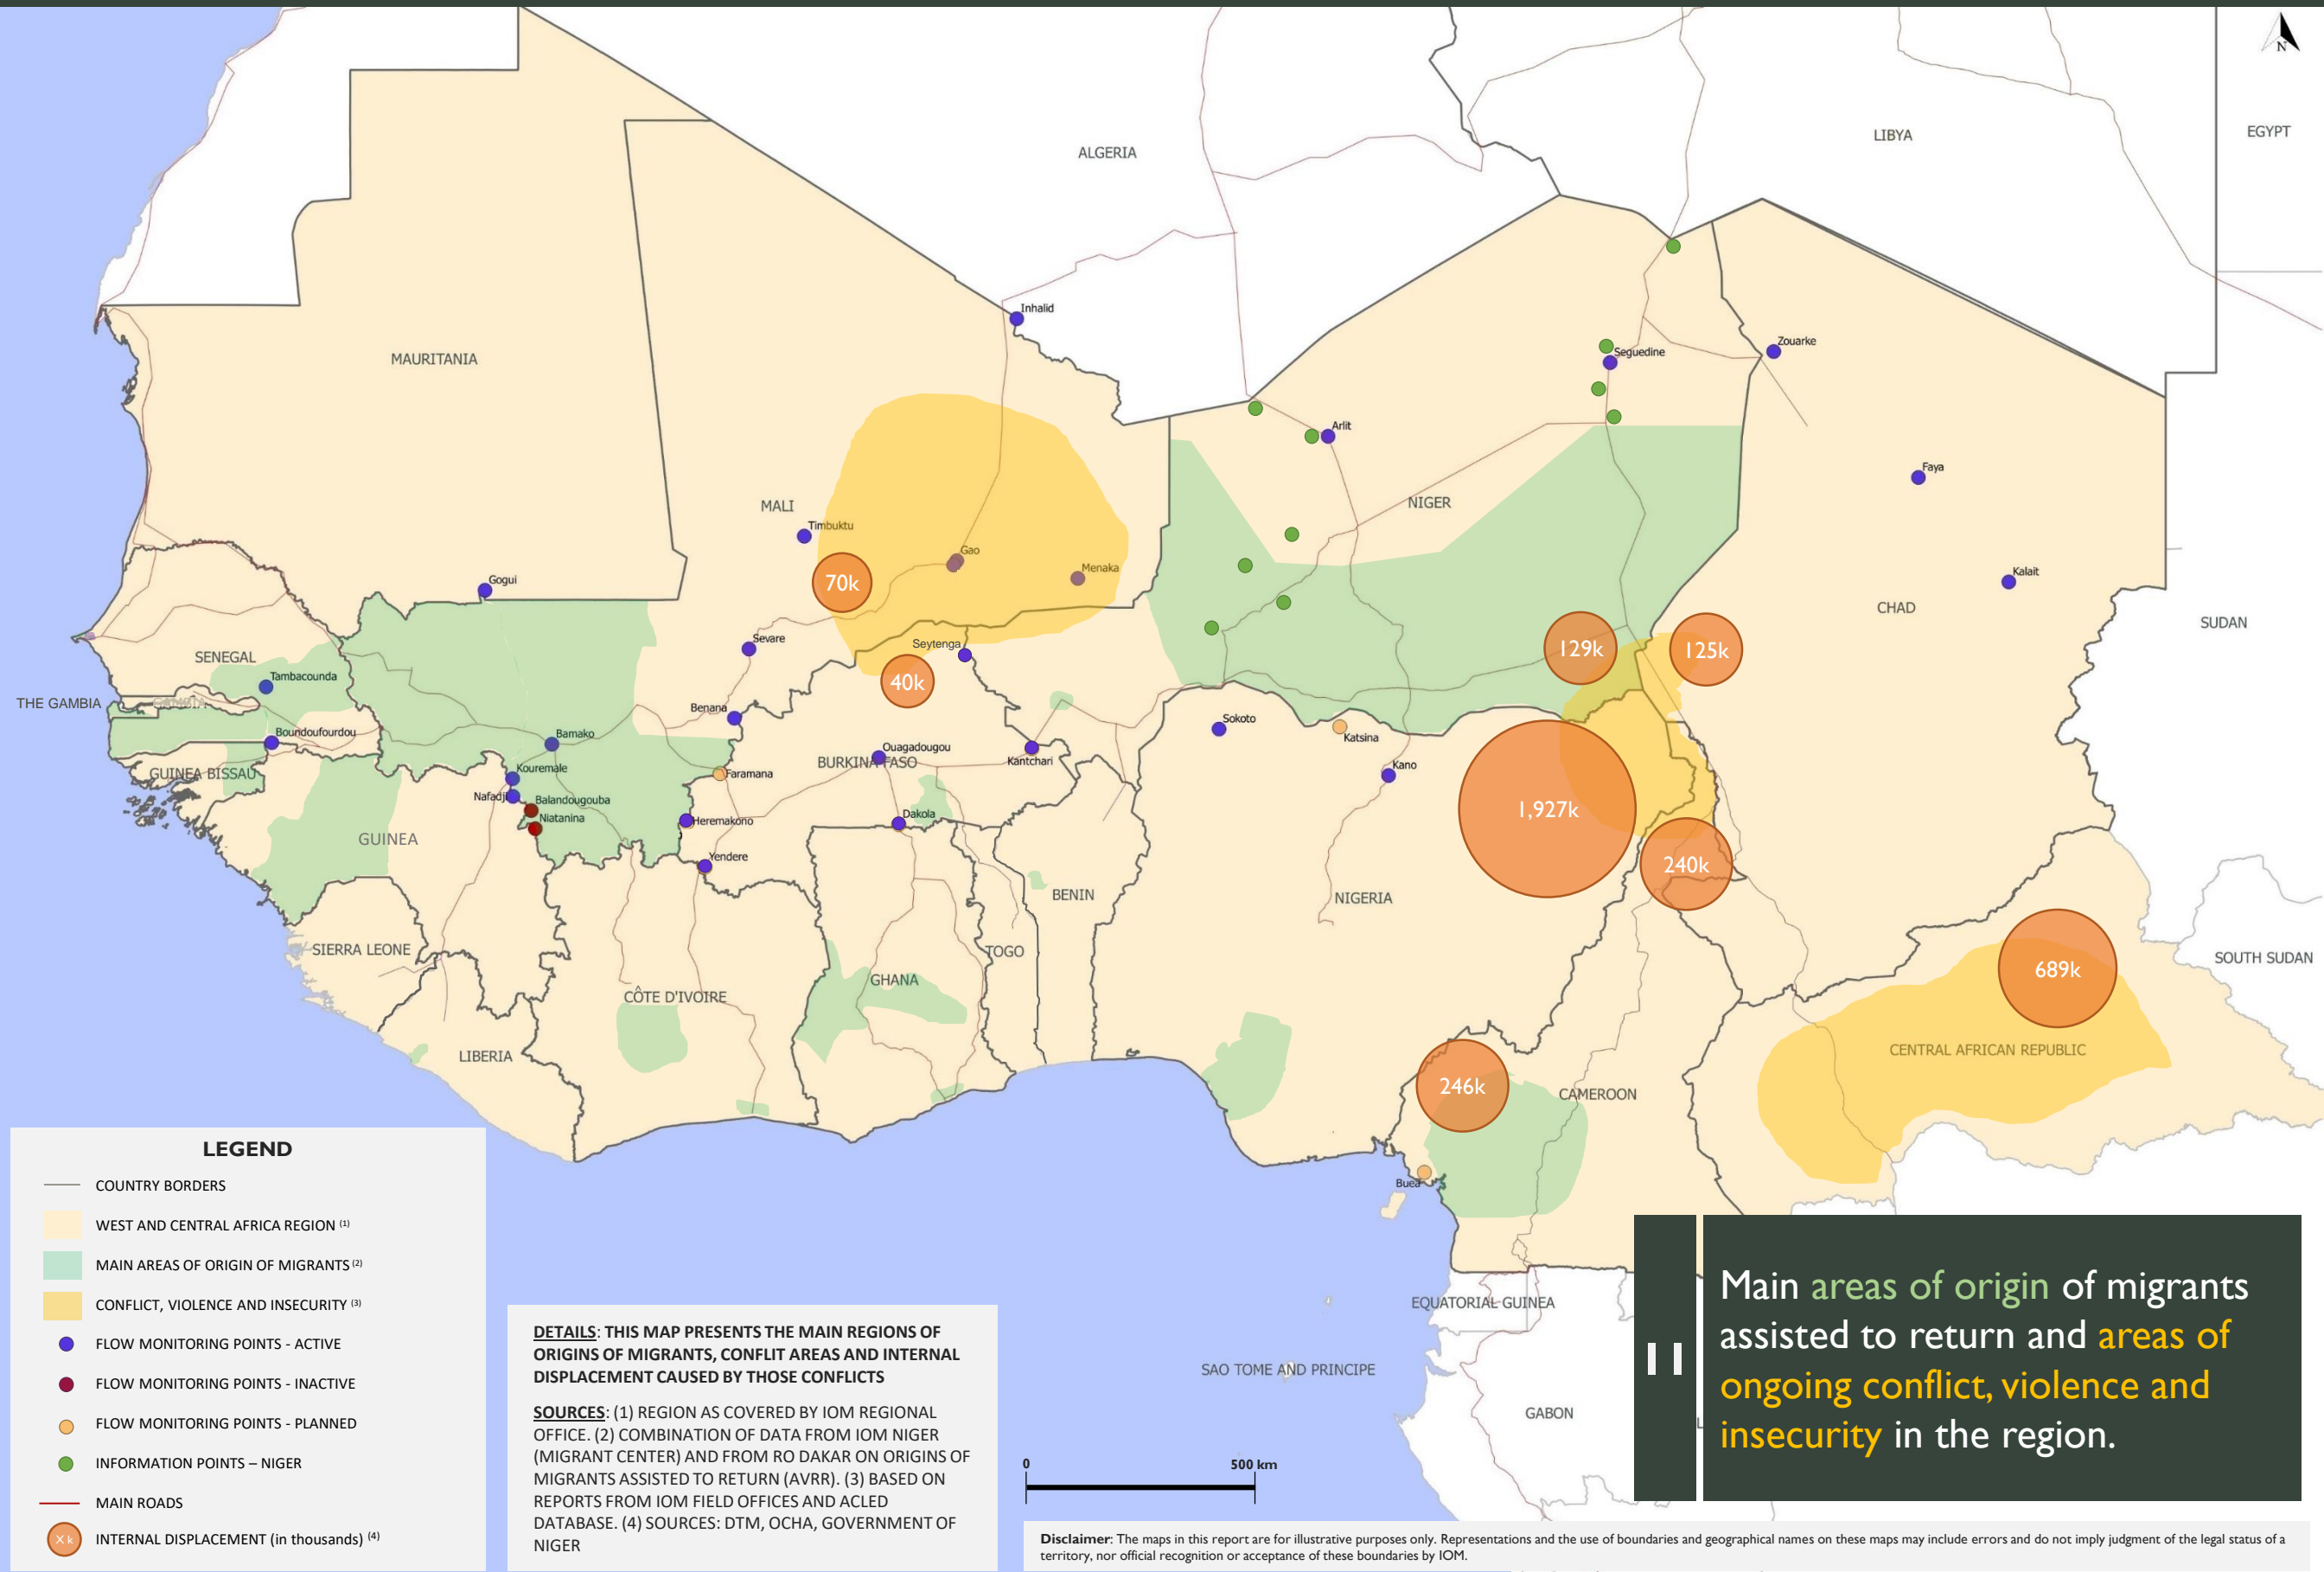 N
ALGERIA
LIBYA
EGYPT
Inhalid
MAURITANIA
Seguedine
Zouarke
Arlit
Faya
MALI
NIGER
Timbuktu
Gao
Menaka
70k
Gogui
Kalait
CHAD
SUDAN
Sevare
Seytenga
129k
125k
SENEGAL
Tambacounda
40k
THE GAMBIA
GAMBIA
Benana
Sokoto
Katsina
Boundoufourdou
Bamako
Ouagadougou
BURKINA FASO
Kantchari
GUINEA BISSAU
Kouremale
Faramana
Kano
Nafadji
Balandougouba
Niatanina
Heremakono
Dakola
1,927k
GUINEA
Yendere
240k
BENIN
NIGERIA
SIERRA LEONE
TOGO
GHANA
689k
SOUTH SUDAN
CÔTE D'IVOIRE
LIBERIA
CENTRAL AFRICAN REPUBLIC
246k
CAMEROON
Buea
EQUATORIAL GUINEA
SAO TOME AND PRINCIPE
GABON
LEGEND
COUNTRY BORDERS
WEST AND CENTRAL AFRICA REGION (1)
MAIN AREAS OF ORIGIN OF MIGRANTS (2)
CONFLICT, VIOLENCE AND INSECURITY (3)
FLOW MONITORING POINTS - ACTIVE
FLOW MONITORING POINTS - INACTIVE
FLOW MONITORING POINTS - PLANNED
INFORMATION POINTS – NIGER
MAIN ROADS
X k INTERNAL DISPLACEMENT (in thousands) (4)
DETAILS: THIS MAP PRESENTS THE MAIN REGIONS OF
ORIGINS OF MIGRANTS, CONFLIT AREAS AND INTERNAL
DISPLACEMENT CAUSED BY THOSE CONFLICTS
SOURCES: (1) REGION AS COVERED BY IOM REGIONAL
OFFICE. (2) COMBINATION OF DATA FROM IOM NIGER
(MIGRANT CENTER) AND FROM RO DAKAR ON ORIGINS OF
MIGRANTS ASSISTED TO RETURN (AVRR). (3) BASED ON
REPORTS FROM IOM FIELD OFFICES AND ACLED
DATABASE. (4) SOURCES: DTM, OCHA, GOVERNMENT OF
NIGER
0 500 km
11
Main areas of origin of migrants
assisted to return and areas of
ongoing conflict, violence and
insecurity in the region.
Disclaimer: The maps in this report are for illustrative purposes only. Representations and the use of boundaries and geographical names on these maps may include errors and do not imply judgment of the legal status of a
territory, nor official recognition or acceptance of these boundaries by IOM.